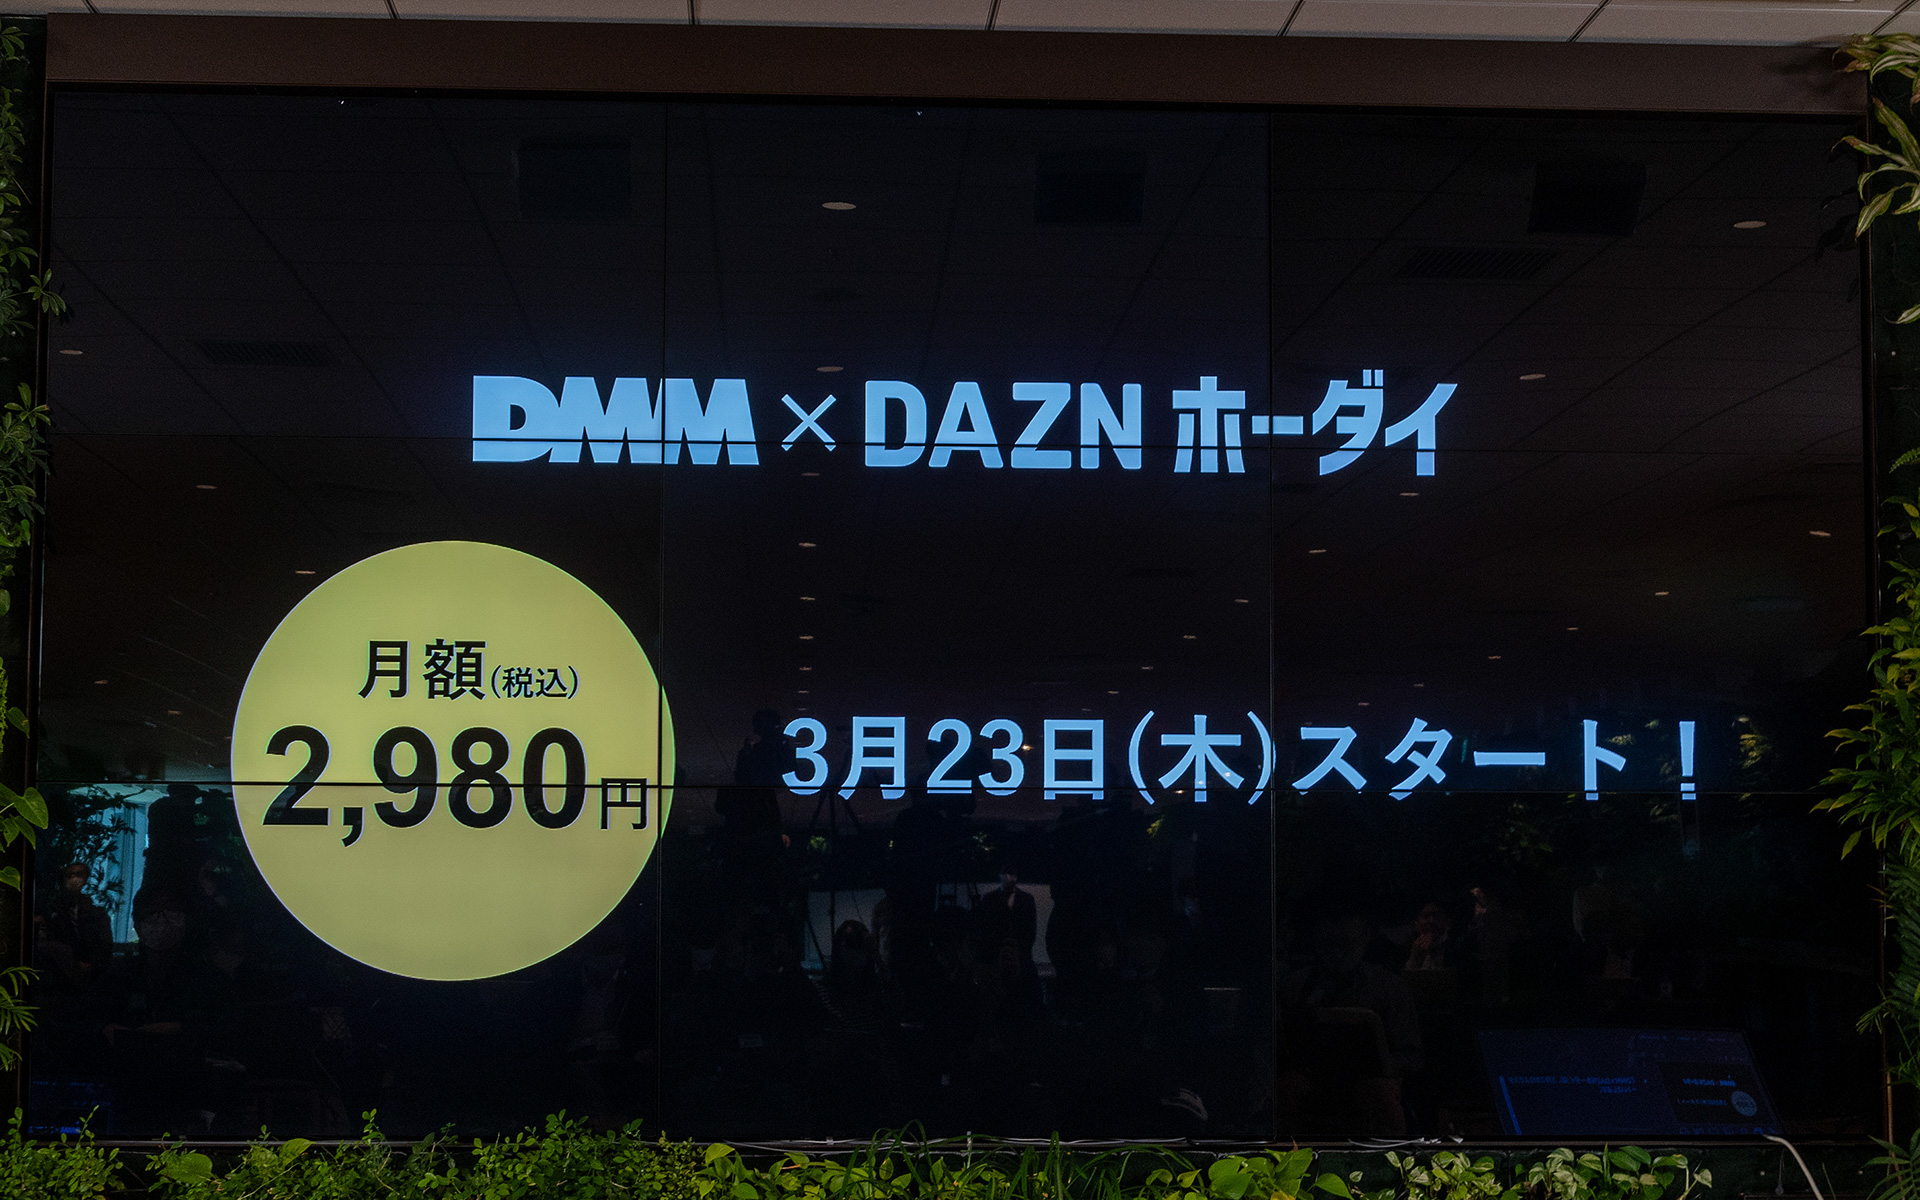 DMM×DAZN ホーダイ
月額(税込)
2,980円
3月23日(木)スタート！